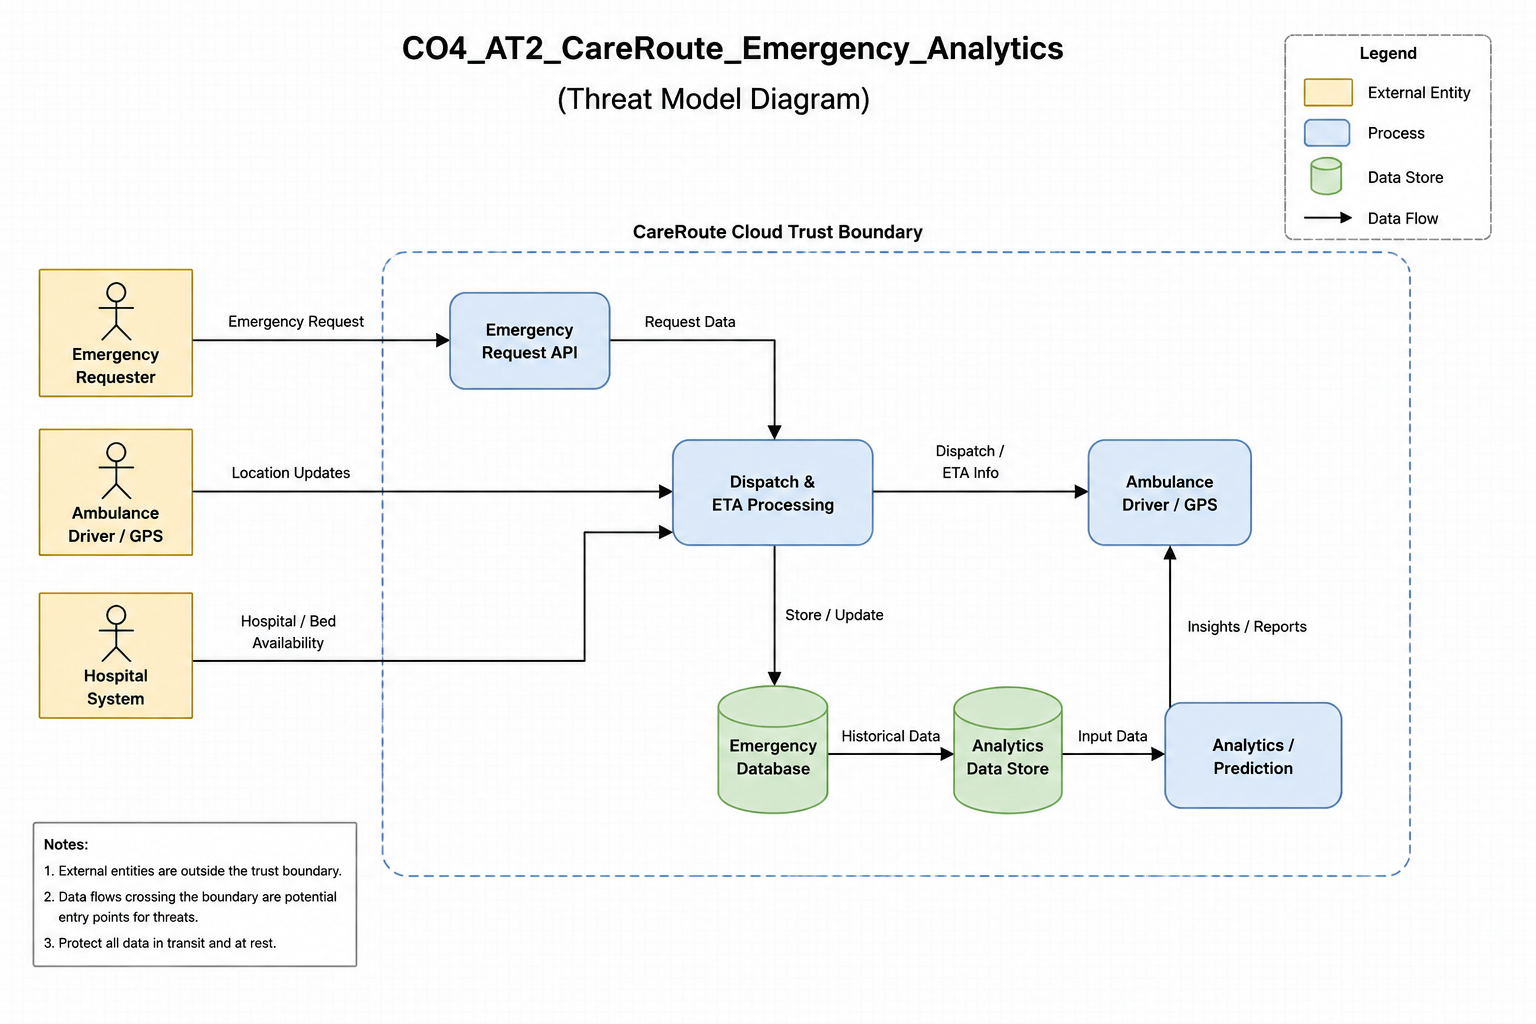 CO4_AT2_CareRoute_Emergency_Analytics
(Threat Model Diagram)
Legend
External Entity
Process
Data Store
Data Flow
CareRoute Cloud Trust Boundary
Emergency
Requester
Emergency Request
Emergency
Request API
Request Data
Ambulance
Driver / GPS
Location Updates
Dispatch &
ETA Processing
Dispatch /
ETA Info
Ambulance
Driver / GPS
Hospital
System
Hospital / Bed
Availability
Store / Update
Insights / Reports
Emergency
Database
Historical Data
Analytics
Data Store
Input Data
Analytics /
Prediction
Notes:
1. External entities are outside the trust boundary.
2. Data flows crossing the boundary are potential
entry points for threats.
3. Protect all data in transit and at rest.